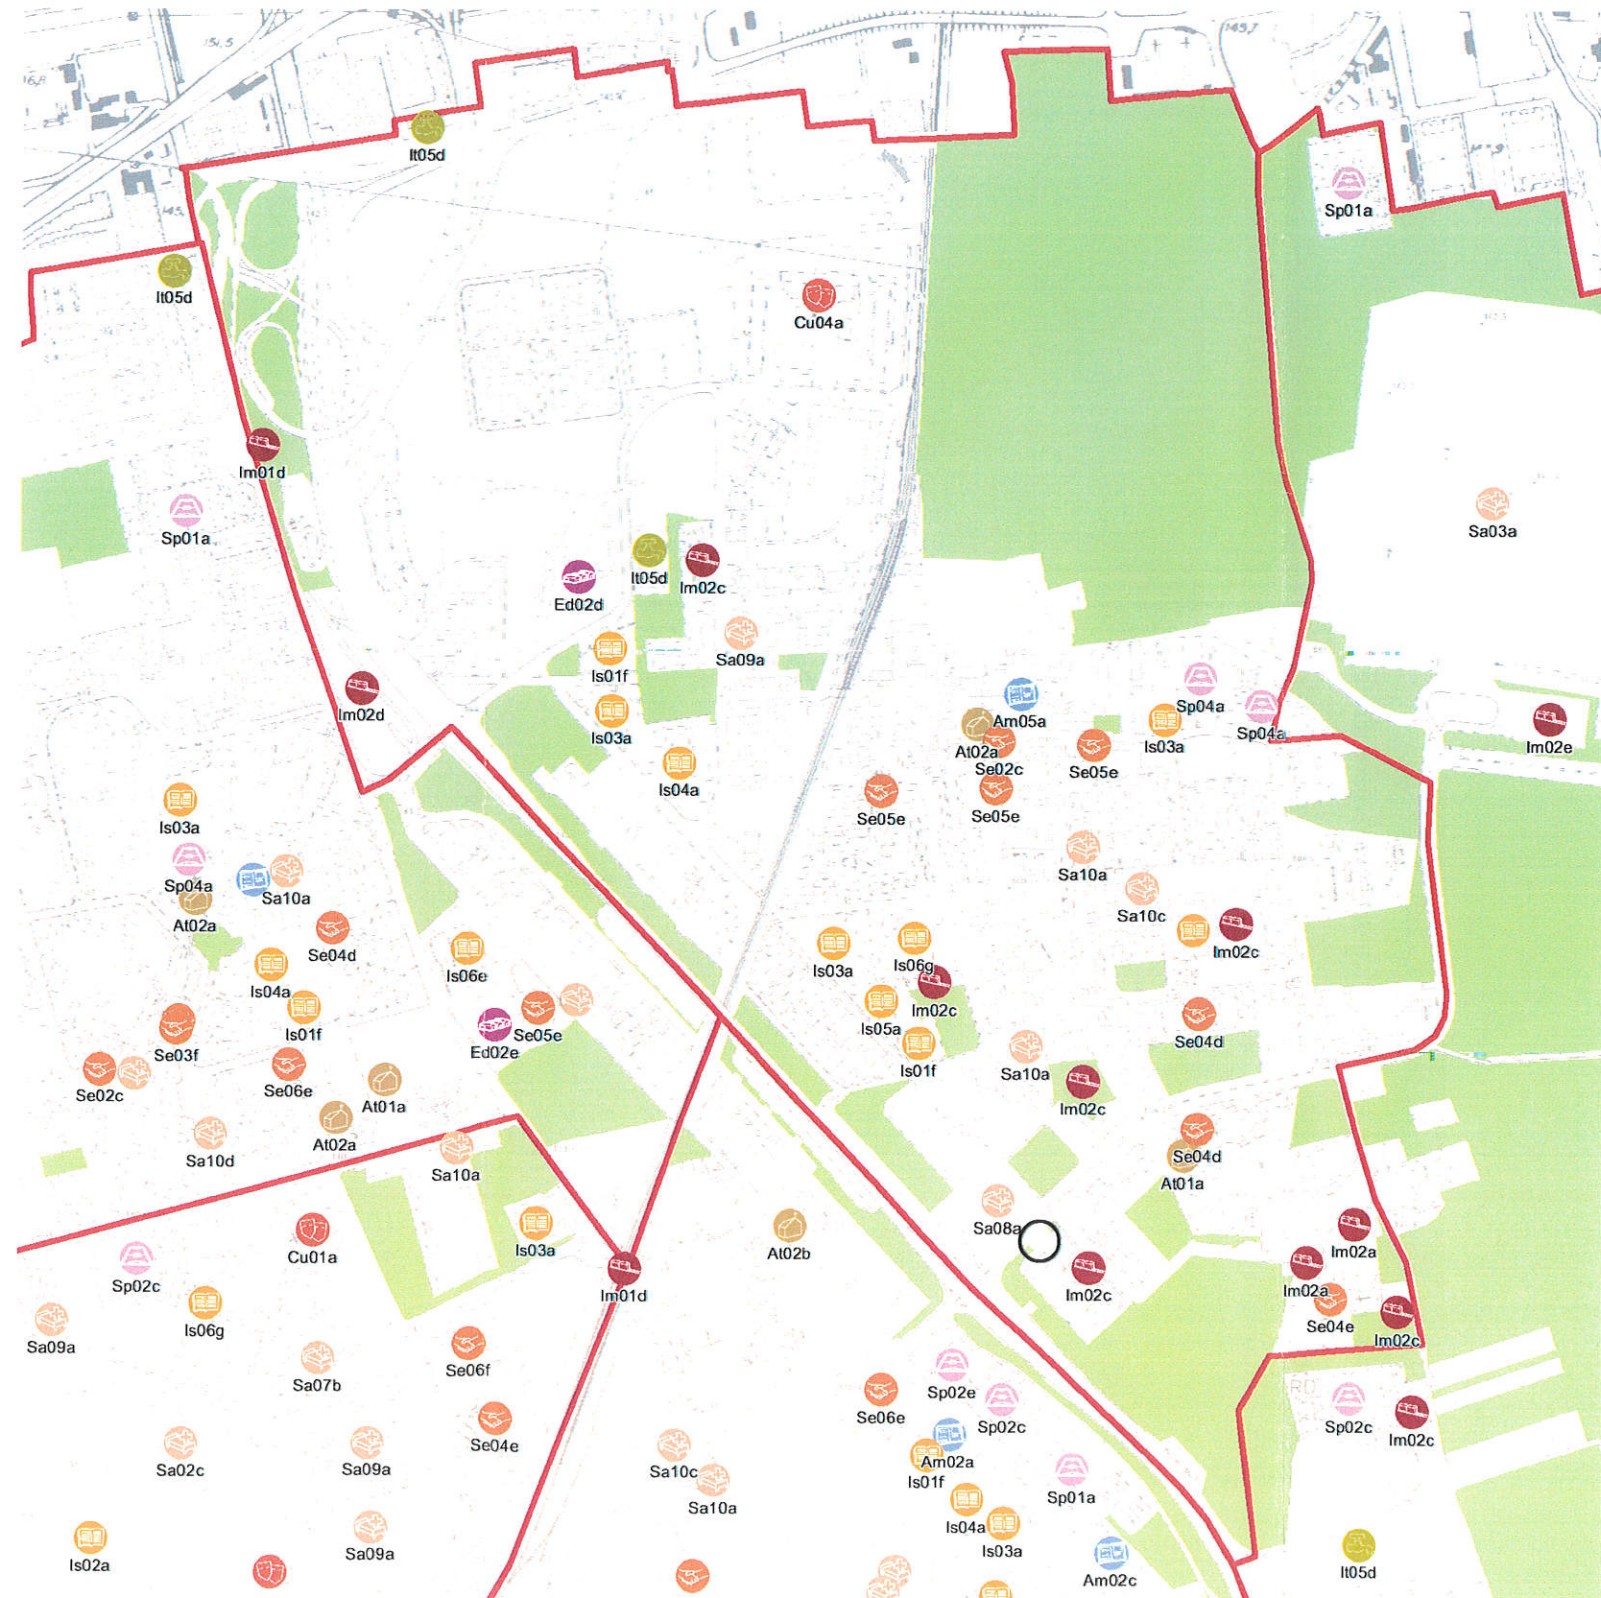 151,5
145,7
It05d
Sp01a
It05d
Cu04a
Im01d
Sp01a
Sa03a
It05d
Im02c
Ed02d
Is01f
Sa09a
Im02d
Is03a
Am05a
Sp04a
Sp04a
At02a
Is03a
Im02e
Se02c
Se05e
Is04a
Se05e
Se05e
Is03a
Sp04a
Sa10a
Sa10a
At02a
Sa10c
Im02c
Se04d
Is06e
Is03a
Is06g
Is04a
Im02c
Is01f
Is05a
Se05e
Se03f
Ed02e
Se04d
Is01f
Sa10a
Se06e
Se02c
At01a
Im02c
At02a
Sa10d
Se04d
Sa10a
At01a
Sa08a
Cu01a
Is03a
At02b
Im02a
Sp02c
Im02a
Im01d
Im02c
Is06g
Se04e
Im02c
Sa09a
Se06f
Sa07b
Sp02e
Se06e
Sp02c
Sp02c
Im02c
Se04e
Am02a
Sa02c
Sa09a
Sa10c
Is01f
Sp01a
Sa10a
Is04a
Is03a
Sa09a
Is02a
It05d
Am02c